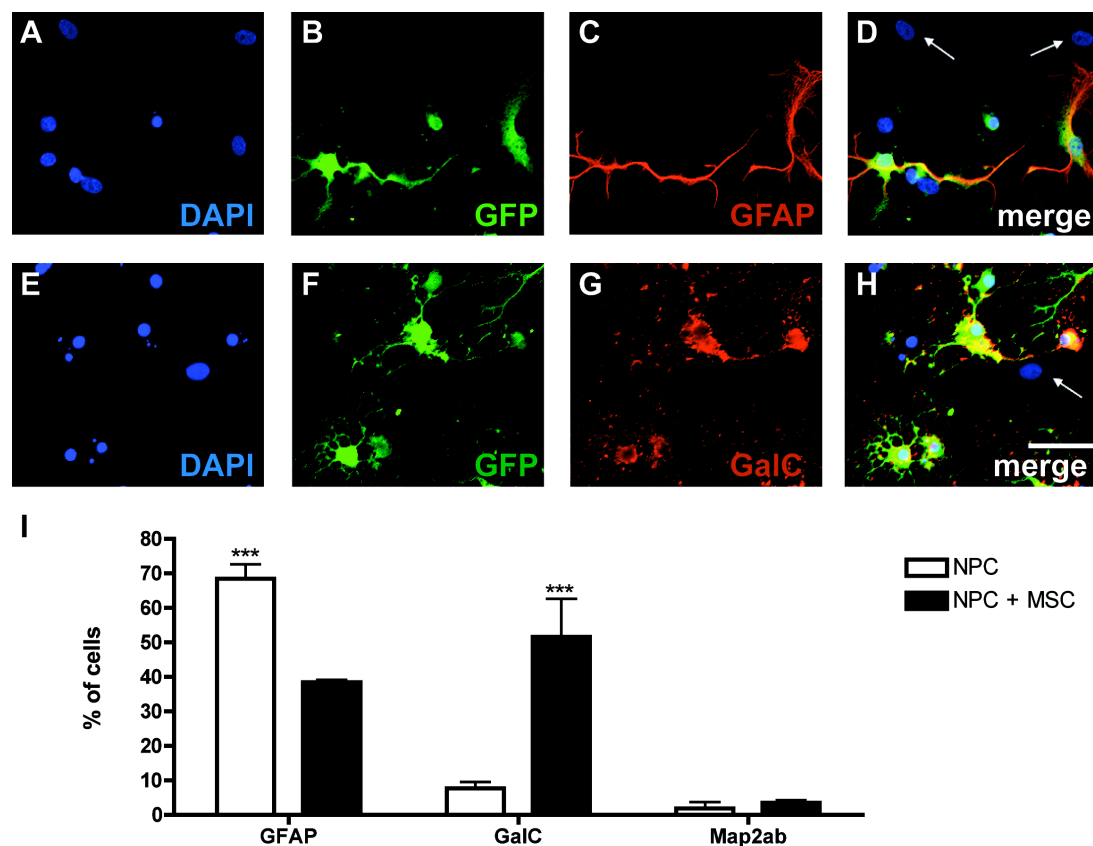 A
DAPI
B
GFP
C
GFAP
D
merge
E
DAPI
F
GFP
G
GalC
H
merge
I
80
70
60
50
40
30
20
10
0
% of cells
***
***
GFAP
GalC
Map2ab
NPC
NPC + MSC